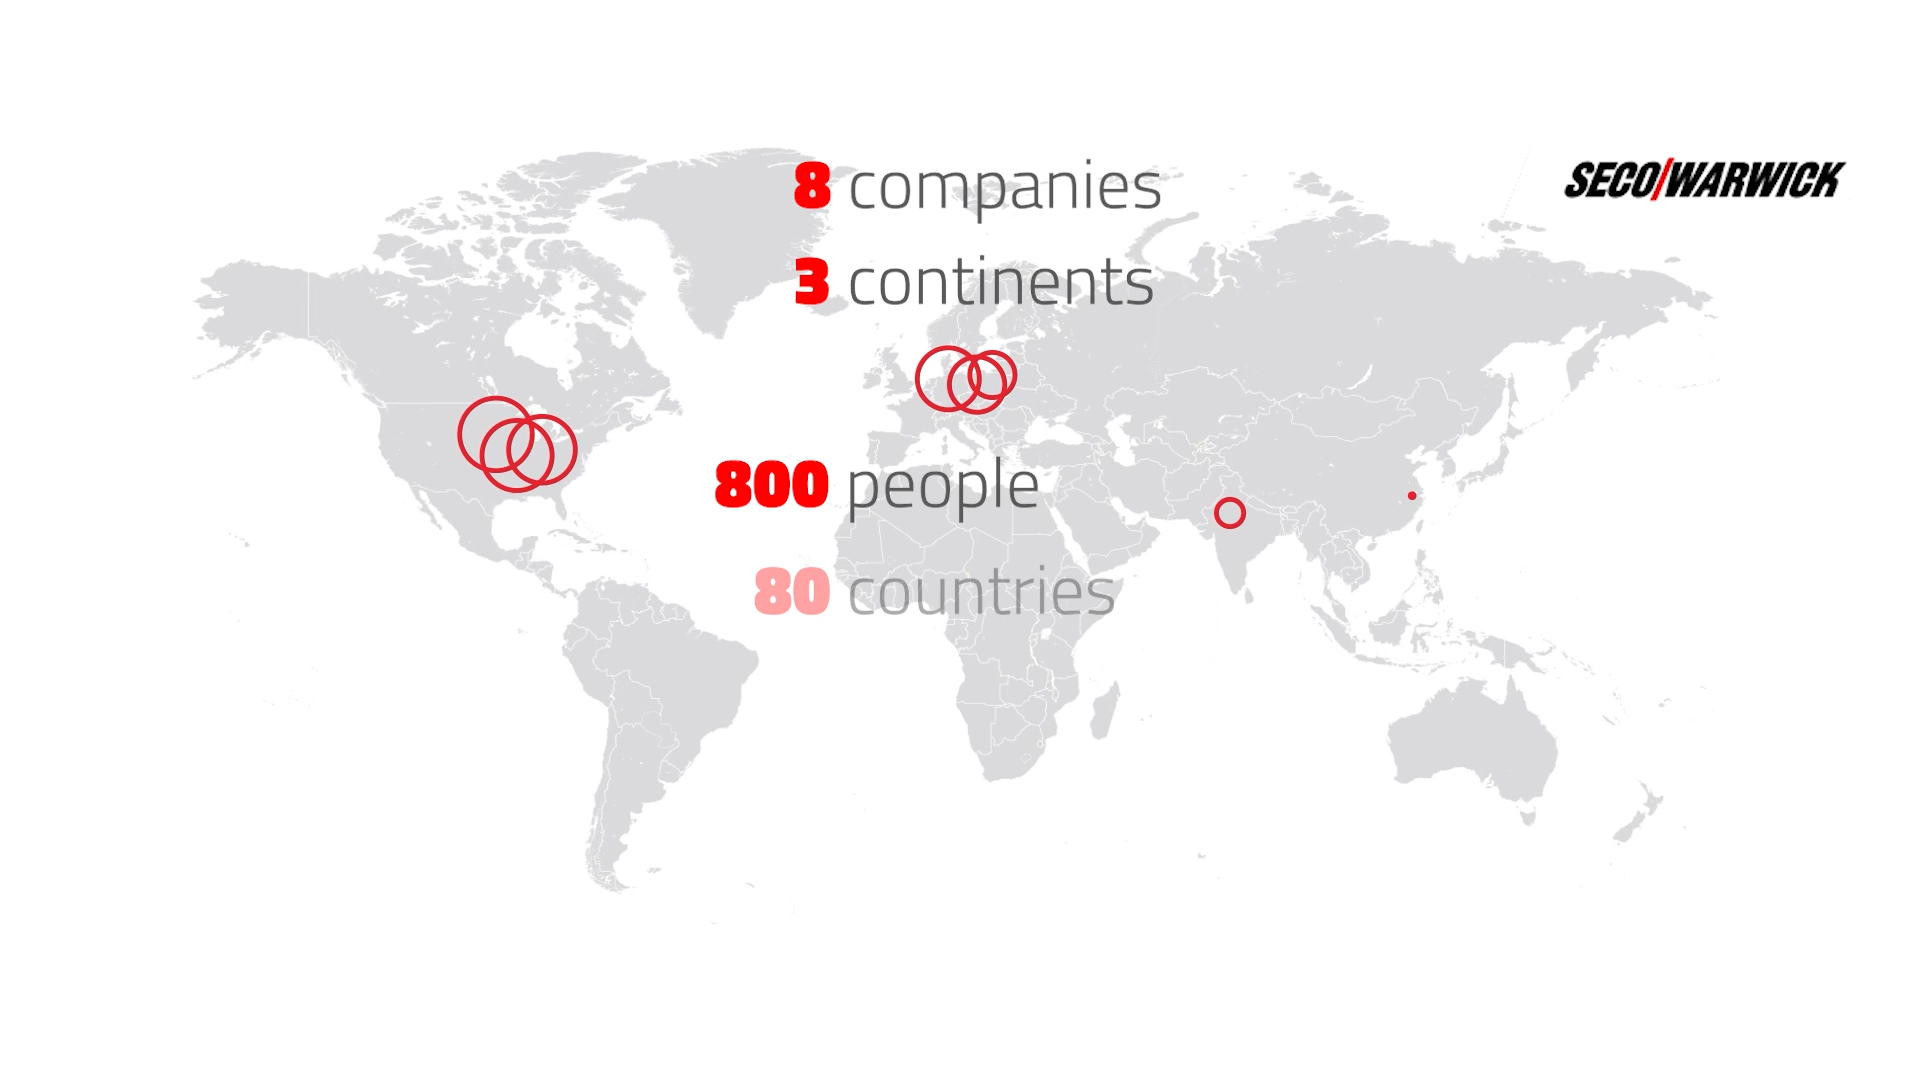 8 companies
SECO/WARWICK
3 continents
800 people
80 countries